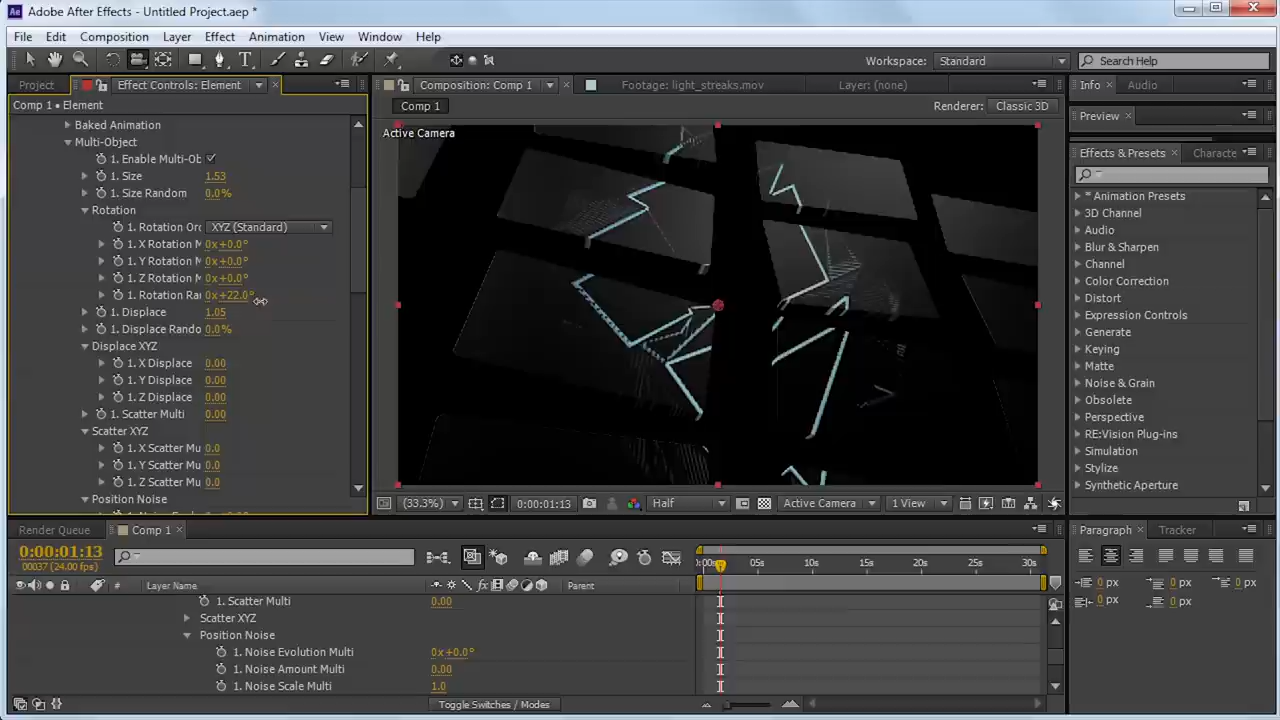 Adobe After Effects - Untitled Project.aep *
File Edit Composition Layer Effect Animation View Window Help
Workspace: Standard Search Help
Project Effect Controls: Element Composition: Comp 1 Footage: light_streaks.mov Layer: (none) Info Audio
Comp 1 • Element
Comp 1 Renderer: Classic 3D
Preview
Active Camera
Effects & Presets Characte
Baked Animation
Multi-Object
1. Enable Multi-Ob
1. Size 1.53
1. Size Random 0.0%
Rotation
1. Rotation Orc XYZ (Standard)
1. X Rotation M 0x+0.0°
1. Y Rotation M 0x+0.0°
1. Z Rotation M 0x+0.0°
1. Rotation Rai 0x+22.0°
1. Displace 1.05
1. Displace Rando 0.0%
Displace XYZ
1. X Displace 0.00
1. Y Displace 0.00
1. Z Displace 0.00
1. Scatter Multi 0.00
Scatter XYZ
1. X Scatter Mu 0.0
1. Y Scatter Mu 0.0
1. Z Scatter Mu 0.0
Position Noise
* Animation Presets
3D Channel
Audio
Blur & Sharpen
Channel
Color Correction
Distort
Expression Controls
Generate
Keying
Matte
Noise & Grain
Obsolete
Perspective
RE:Vision Plug-ins
Simulation
Stylize
Synthetic Aperture
(33.3%) 0:00:01:13 Half Active Camera 1 View
Render Queue Comp 1
Paragraph Tracker
0:00:01:13
00037 (24.00 fps)
:00s 05s 10s 15s 20s 25s 30s
# Layer Name Parent
0 px 0 px 0 px
0 px 0 px
1. Scatter Multi 0.00
Scatter XYZ
Position Noise
1. Noise Evolution Multi 0x+0.0°
1. Noise Amount Multi 0.00
1. Noise Scale Multi 1.0
Toggle Switches / Modes